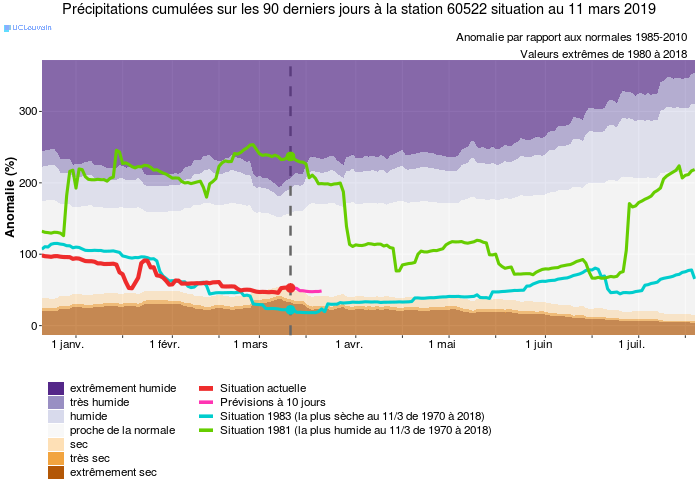 Précipitations cumulées sur les 90 derniers jours à la station 60522 situation au 11 mars 2019
UCLouvain
Anomalie par rapport aux normales 1985-2010
Valeurs extrêmes de 1980 à 2018
Anomalie (%)
300
200
100
0
1 janv. 1 févr. 1 mars 1 avr. 1 mai 1 juin 1 juil.
extrêmement humide
très humide
humide
proche de la normale
sec
très sec
extrêmement sec
Situation actuelle
Prévisions à 10 jours
Situation 1983 (la plus sèche au 11/3 de 1970 à 2018)
Situation 1981 (la plus humide au 11/3 de 1970 à 2018)